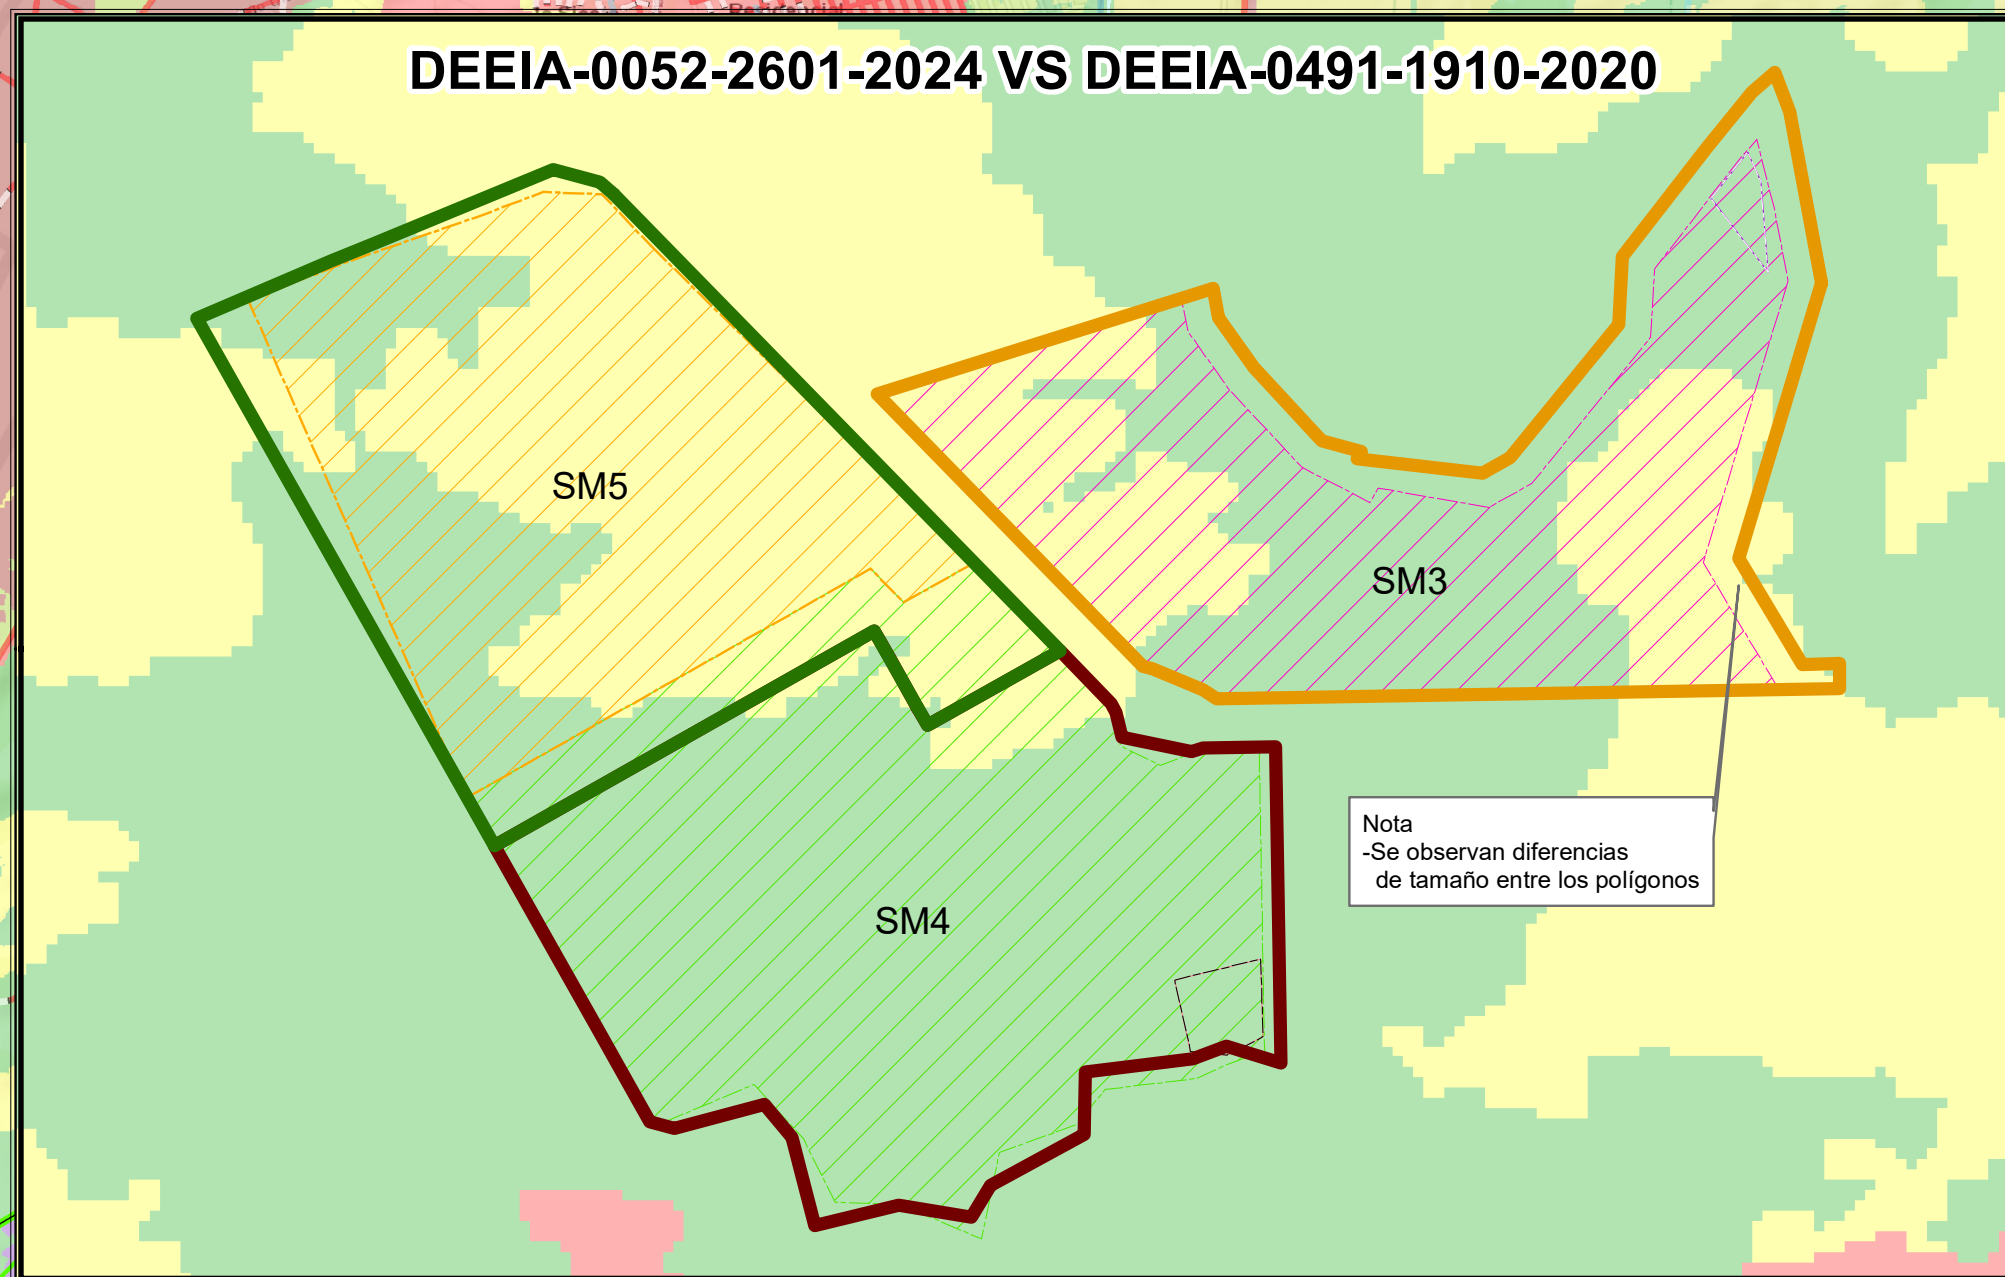 Residencial
DEEIA-0052-2601-2024 VS DEEIA-0491-1910-2020
SM5
SM3
Nota
-Se observan diferencias
de tamaño entre los polígonos
SM4